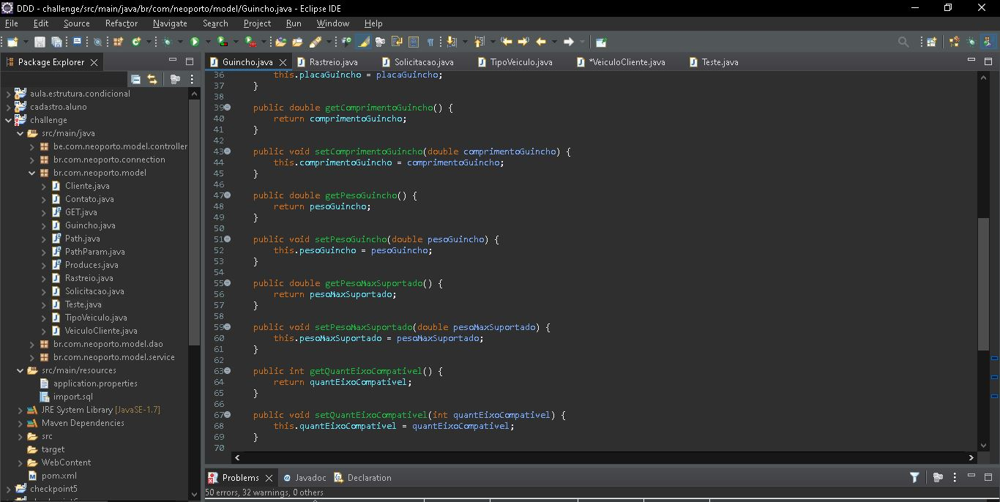 DDD - challenge/src/main/java/br/com/neoporto/model/Guincho.java - Eclipse IDE
File Edit Source Refactor Navigate Search Project Run Window Help
Package Explorer
Guincho.java Rastreio.java Solicitacao.java TipoVeiculo.java *VeiculoCliente.java Teste.java
aula.estrutura.condicional
cadastro.aluno
challenge
src/main/java
be.com.neoporto.model.controller
br.com.neoporto.connection
br.com.neoporto.model
Cliente.java
Contato.java
GET.java
Guincho.java
Path.java
PathParam.java
Produces.java
Rastreio.java
Solicitacao.java
Teste.java
TipoVeiculo.java
VeiculoCliente.java
br.com.neoporto.model.dao
br.com.neoporto.model.service
src/main/resources
application.properties
import.sql
JRE System Library [JavaSE-1.7]
Maven Dependencies
src
target
WebContent
pom.xml
checkpoint5
36 this.placaGuincho = placaGuincho;
37 }
38
39 public double getComprimentoGuincho() {
40 return comprimentoGuincho;
41 }
42
43 public void setComprimentoGuincho(double comprimentoGuincho) {
44 this.comprimentoGuincho = comprimentoGuincho;
45 }
46
47 public double getPesoGuincho() {
48 return pesoGuincho;
49 }
50
51 public void setPesoGuincho(double pesoGuincho) {
52 this.pesoGuincho = pesoGuincho;
53 }
54
55 public double getPesoMaxSuportado() {
56 return pesoMaxSuportado;
57 }
58
59 public void setPesoMaxSuportado(double pesoMaxSuportado) {
60 this.pesoMaxSuportado = pesoMaxSuportado;
61 }
62
63 public int getQuantEixoCompativel() {
64 return quantEixoCompativel;
65 }
66
67 public void setQuantEixoCompativel(int quantEixoCompativel) {
68 this.quantEixoCompativel = quantEixoCompativel;
69 }
70
Problems Javadoc Declaration
50 errors, 32 warnings, 0 others